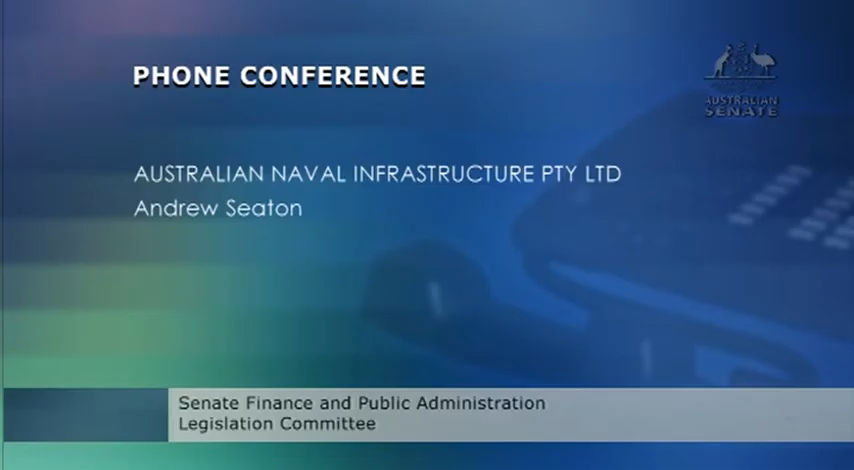 PHONE CONFERENCE
AUSTRALIAN
SENATE
AUSTRALIAN NAVAL INFRASTRUCTURE PTY LTD
Andrew Seaton
Senate Finance and Public Administration
Legislation Committee